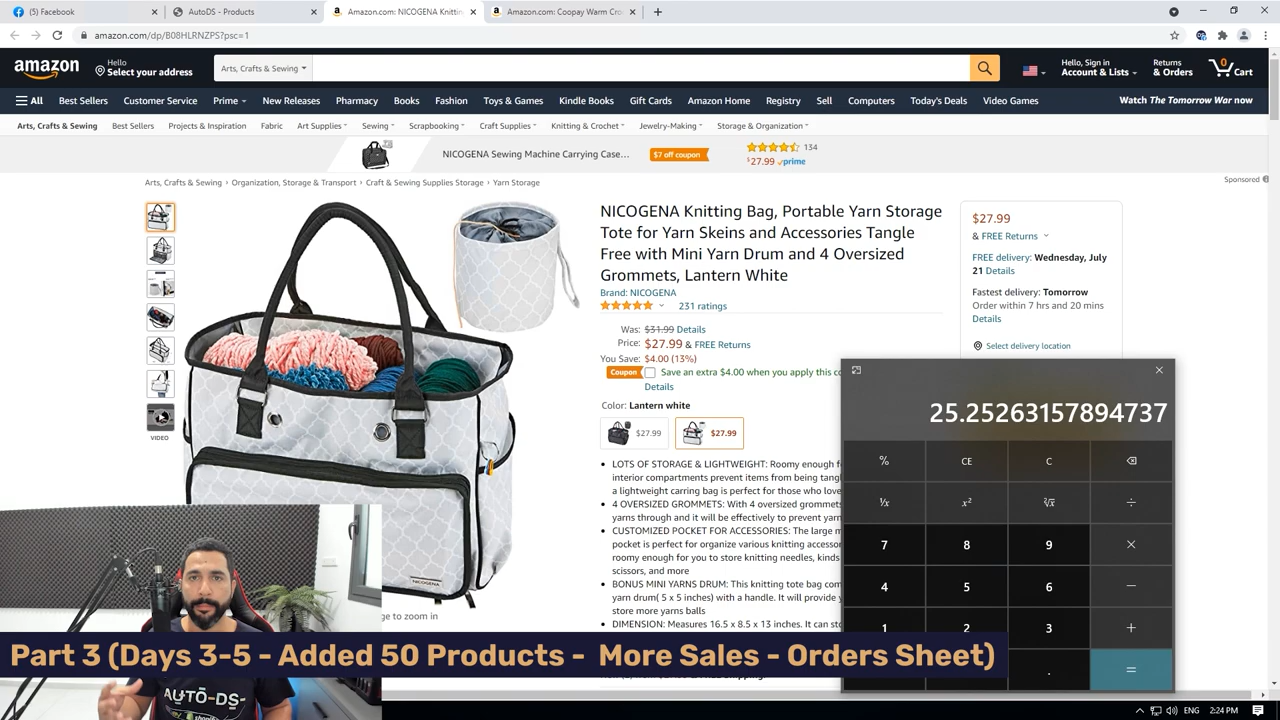 (5) Facebook
AutoDS - Products
Amazon.com: NICOGENA Knitting
Amazon.com: Coopay Warm Cro
amazon.com/dp/B08HLRNZPS?psc=1
amazon
Hello
Select your address
Arts, Crafts & Sewing
Hello, Sign in
Account & Lists
Returns
& Orders
0
Cart
All
Best Sellers
Customer Service
Prime
New Releases
Pharmacy
Books
Fashion
Toys & Games
Kindle Books
Gift Cards
Amazon Home
Registry
Sell
Computers
Today's Deals
Video Games
Watch The Tomorrow War now
Arts, Crafts & Sewing
Best Sellers
Projects & Inspiration
Fabric
Art Supplies
Sewing
Scrapbooking
Craft Supplies
Knitting & Crochet
Jewelry-Making
Storage & Organization
NICOGENA Sewing Machine Carrying Case...
$7 off coupon
134
$27.99 prime
Arts, Crafts & Sewing › Organization, Storage & Transport › Craft & Sewing Supplies Storage › Yarn Storage
Sponsored
NICOGENA Knitting Bag, Portable Yarn Storage
Tote for Yarn Skeins and Accessories Tangle
Free with Mini Yarn Drum and 4 Oversized
Grommets, Lantern White
Brand: NICOGENA
231 ratings
Was: $31.99 Details
Price: $27.99 & FREE Returns
You Save: $4.00 (13%)
Coupon Save an extra $4.00 when you apply this co
Details
Color: Lantern white
$27.99
$27.99
LOTS OF STORAGE & LIGHTWEIGHT: Roomy enough f
interior compartments prevent items from being tang
a lightweight carring bag is perfect for those who love
4 OVERSIZED GROMMETS: With 4 oversized grommets
yarns through and it will be effectively to prevent yarn
CUSTOMIZED POCKET FOR ACCESSORIES: The large m
pocket is perfect for organize various knitting accessor
roomy enough for you to store knitting needles, kinds
scissors, and more
BONUS MINI YARNS DRUM: This knitting tote bag com
yarn drum( 5 x 5 inches) with a handle. It will provide
store more yarns balls
DIMENSION: Measures 16.5 x 8.5 x 13 inches. It can sto
$27.99
& FREE Returns
FREE delivery: Wednesday, July
21 Details
Fastest delivery: Tomorrow
Order within 7 hrs and 20 mins
Details
Select delivery location
VIDEO
NICOGENA
ge to zoom in
25.25263157894737
% CE C
¹/x x² ²√x ÷
7 8 9 ×
4 5 6 −
1 2 3 +
. =
Part 3 (Days 3-5 - Added 50 Products - More Sales - Orders Sheet)
AUTO-DS
shopify
ENG 2:24 PM